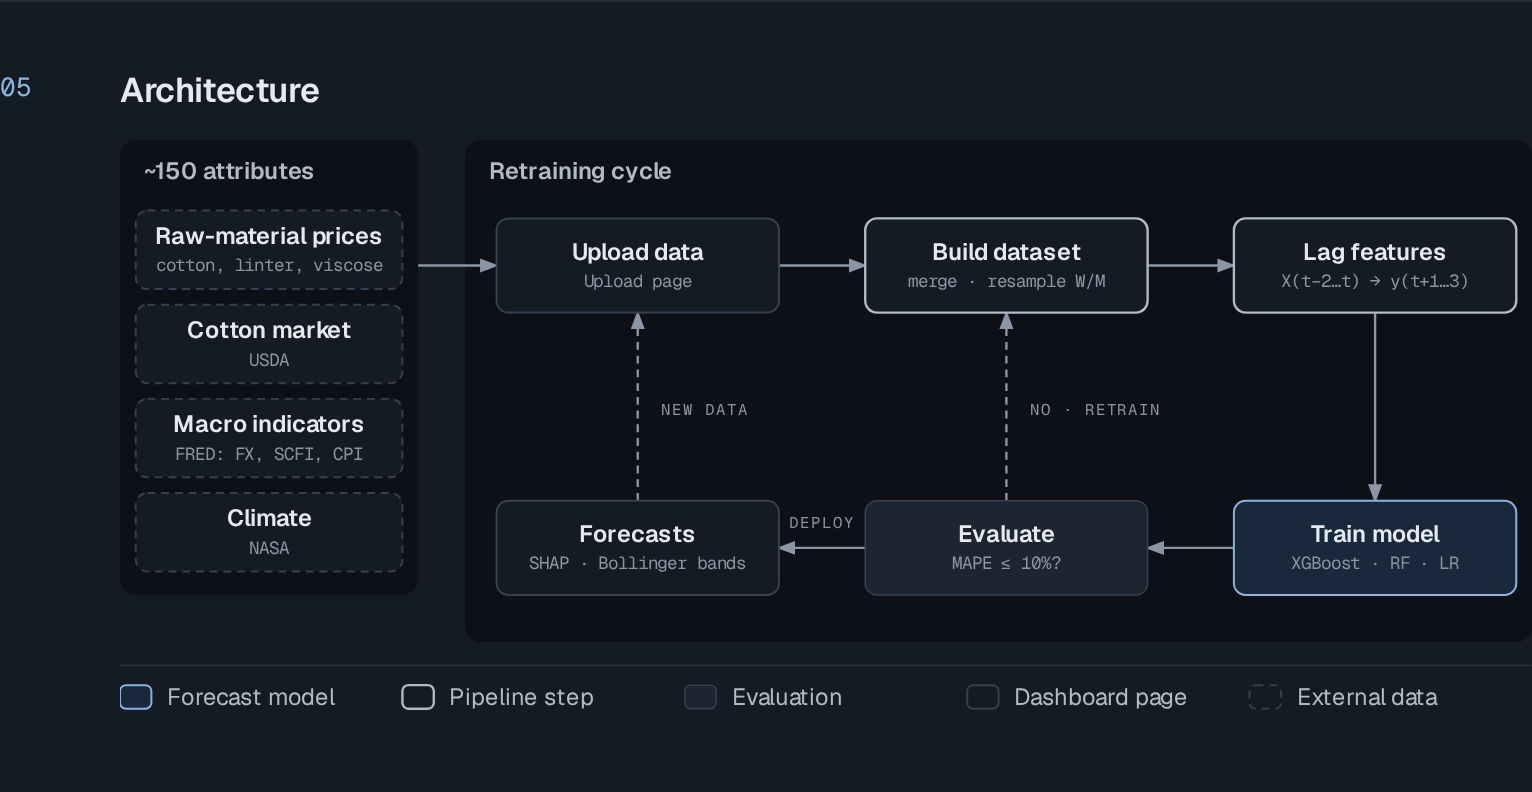 05
Architecture
~150 attributes
Raw-material prices
cotton, linter, viscose
Cotton market
USDA
Macro indicators
FRED: FX, SCFI, CPI
Climate
NASA
Retraining cycle
Upload data
Upload page
Build dataset
merge · resample W/M
Lag features
X(t−2…t) → y(t+1…3)
NEW DATA
NO · RETRAIN
Forecasts
SHAP · Bollinger bands
DEPLOY
Evaluate
MAPE ≤ 10%?
Train model
XGBoost · RF · LR
Forecast model
Pipeline step
Evaluation
Dashboard page
External data